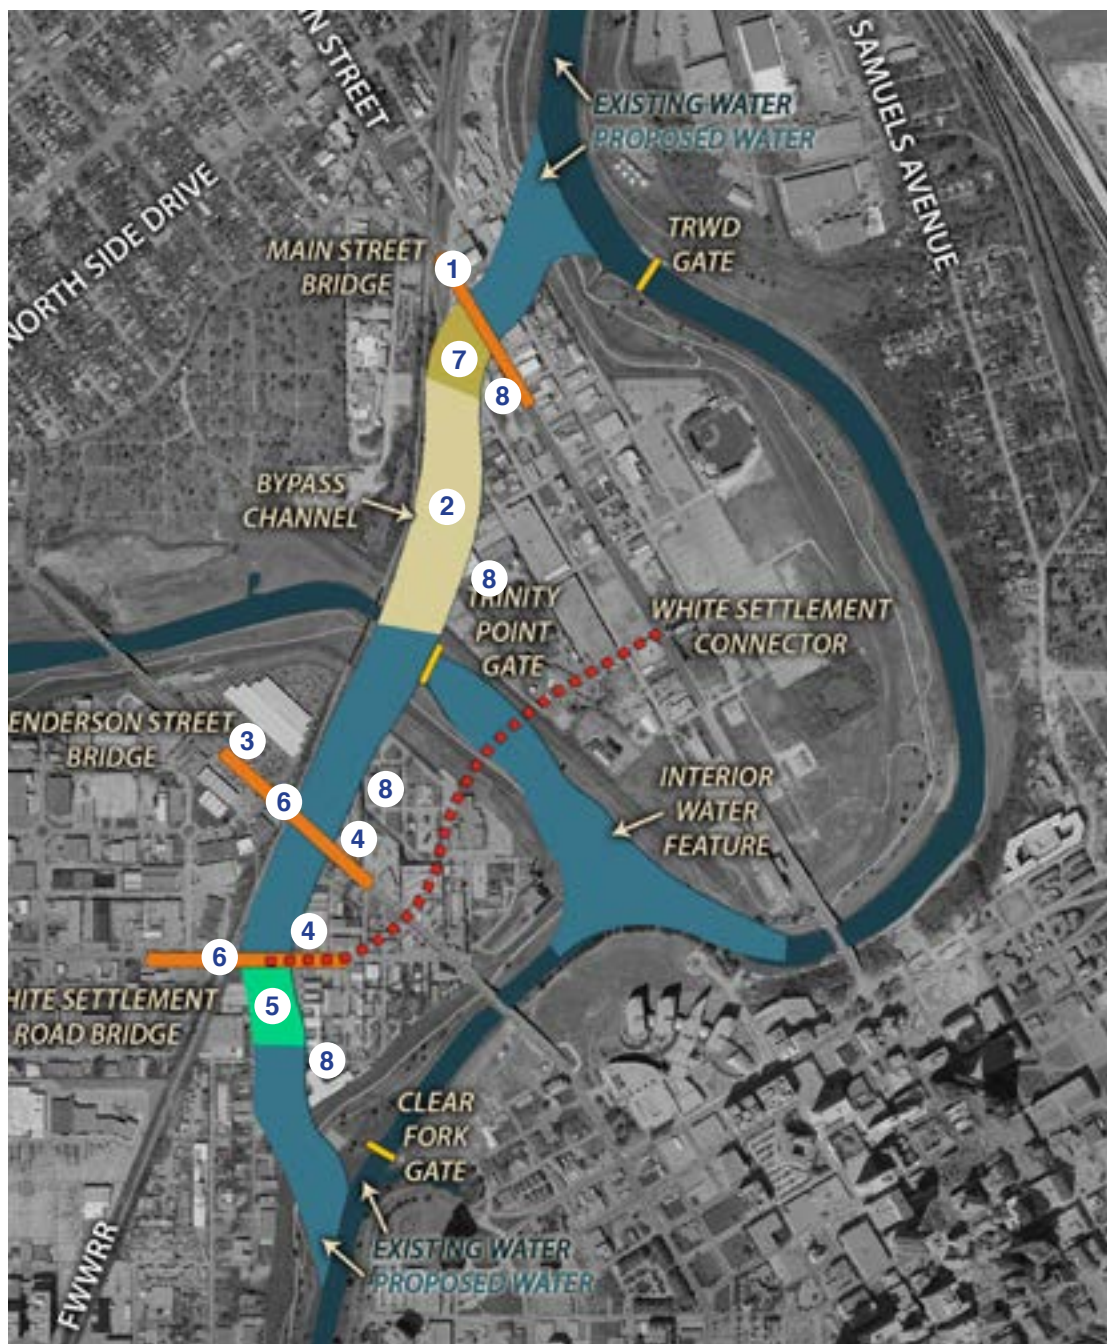 N STREET
SAMUELS AVENUE
EXISTING WATER
PROPOSED WATER
NORTH SIDE DRIVE
TRWD
GATE
MAIN STREET
BRIDGE
1
7
8
BYPASS
CHANNEL
2
8
TRINITY
POINT
GATE
WHITE SETTLEMENT
CONNECTOR
ENDERSON STREET
BRIDGE
3
6
8
4
INTERIOR
WATER
FEATURE
4
6
HITE SETTLEMENT
ROAD BRIDGE
5
8
CLEAR
FORK
GATE
EXISTING WATER
PROPOSED WATER
FWWRR